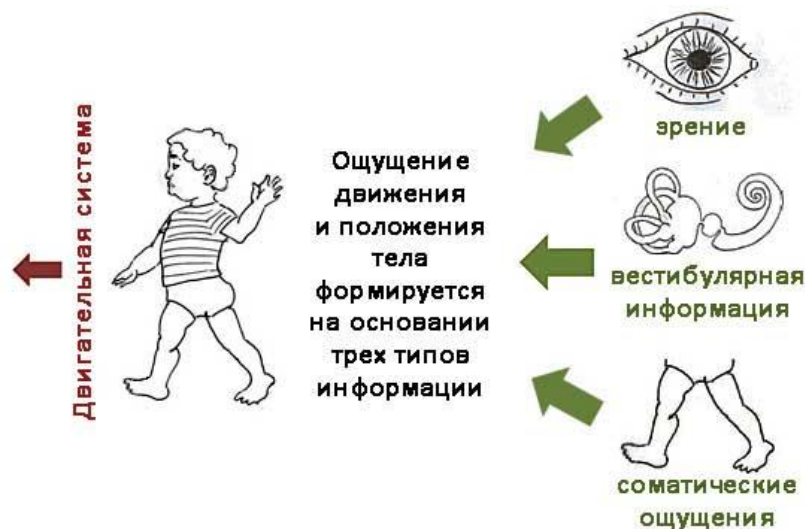 Двигательная система
Ощущение
движения
и положения
тела
формируется
на основании
трех типов
информации
зрение
вестибулярная
информация
соматические
ощущения